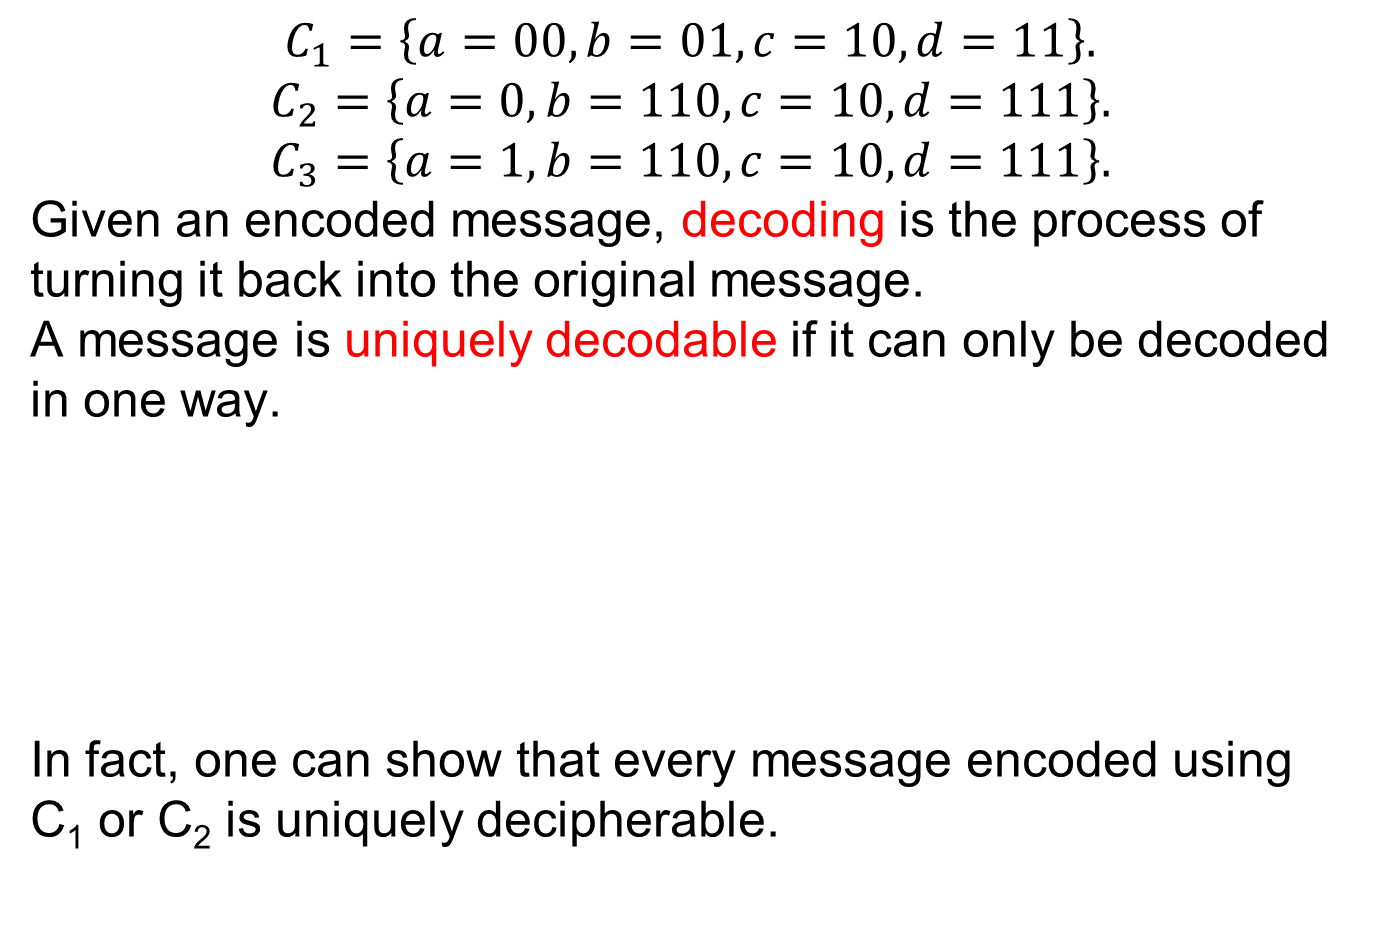 C₁ = {a = 00, b = 01, c = 10, d = 11}.
C₂ = {a = 0, b = 110, c = 10, d = 111}.
C₃ = {a = 1, b = 110, c = 10, d = 111}.
Given an encoded message, decoding is the process of
turning it back into the original message.
A message is uniquely decodable if it can only be decoded
in one way.
In fact, one can show that every message encoded using
C₁ or C₂ is uniquely decipherable.